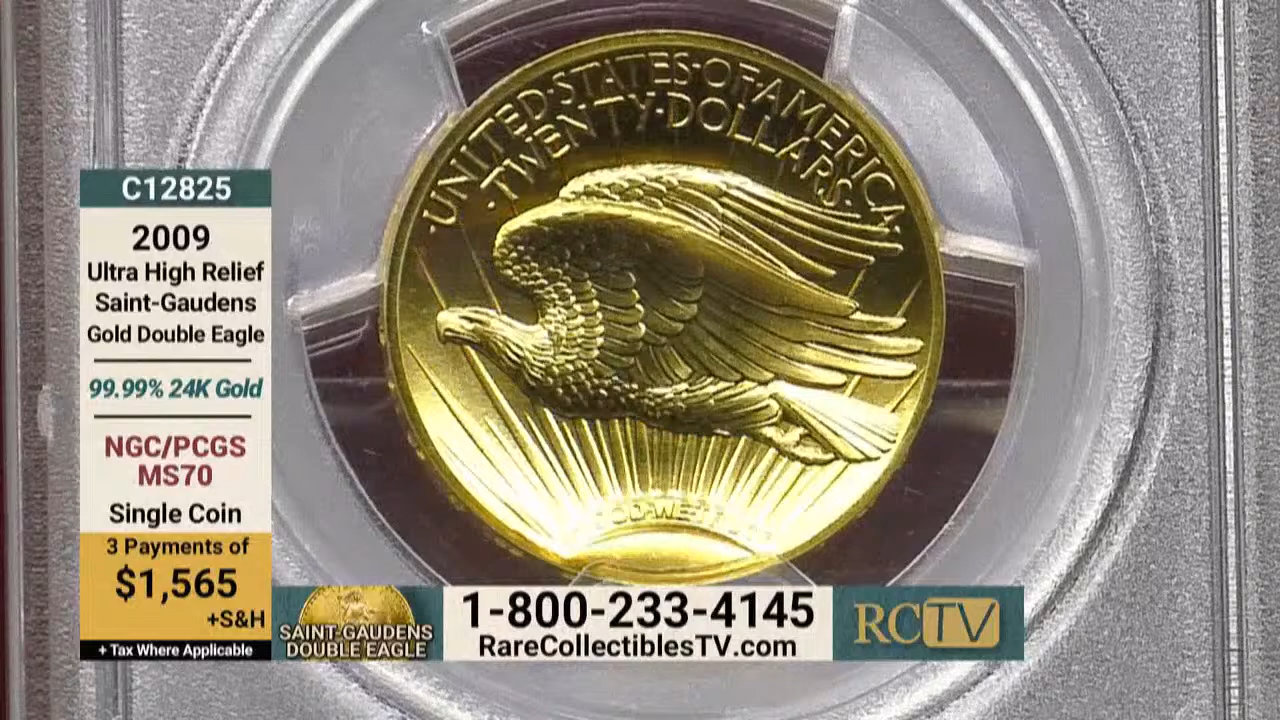 ·UNITED·STATES·OF·AMERICA·
·TWENTY·DOLLARS·
C12825
2009
Ultra High Relief
Saint-Gaudens
Gold Double Eagle
99.99% 24K Gold
NGC/PCGS
MS70
Single Coin
3 Payments of
$1,565
+S&H
+ Tax Where Applicable
SAINT-GAUDENS
DOUBLE EAGLE
1-800-233-4145
RareCollectiblesTV.com
RCTV